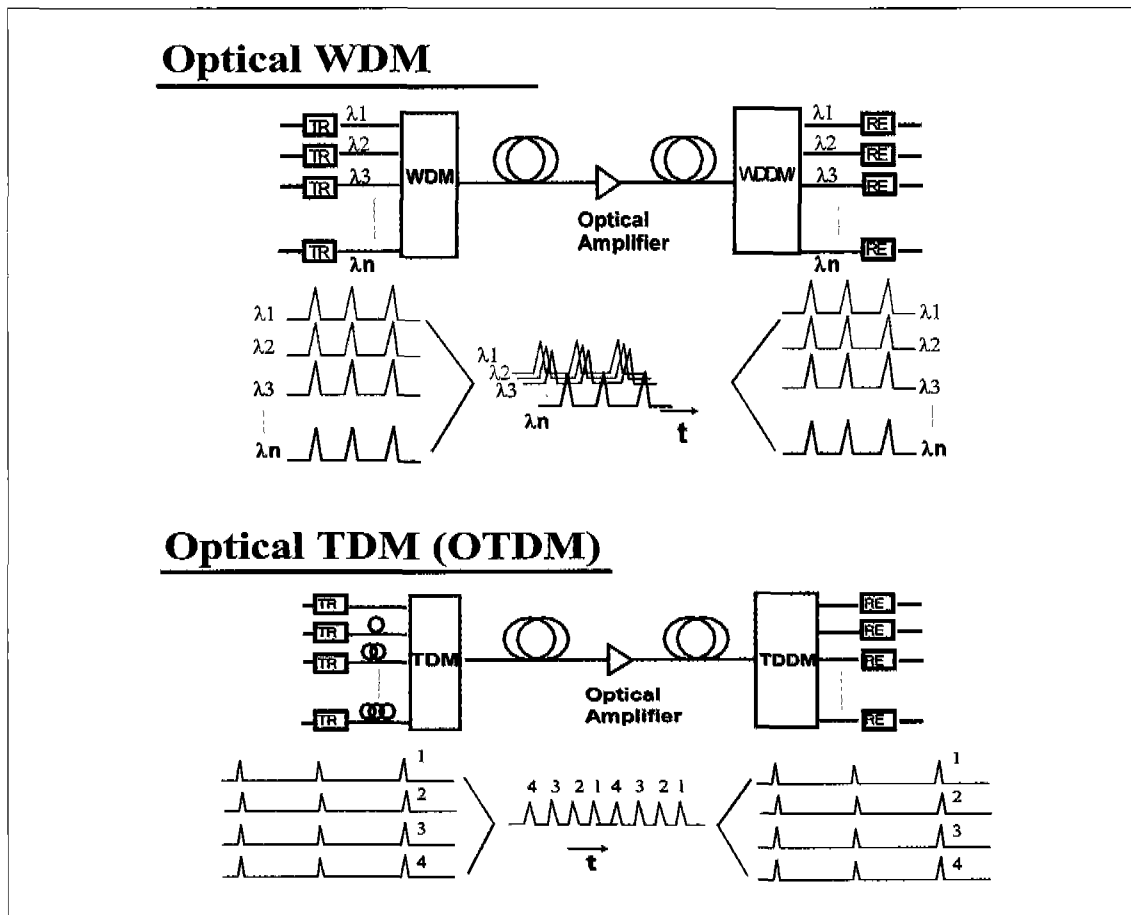 Optical WDM
λ1 λ1
TR RE
λ2 λ2
TR RE
λ3 λ3
TR WDM WDDM RE
Optical
Amplifier
TR RE
λn λn
λ1 λ1
λ2 λ2
λ3 λ3
λn λn
λ1
λ2
λ3
λn
t
Optical TDM (OTDM)
TR RE
TR RE
TR TDM TDDM RE
Optical
Amplifier
TR RE
1 1
2 4 3 2 1 4 3 2 1 2
3 3
4 t 4